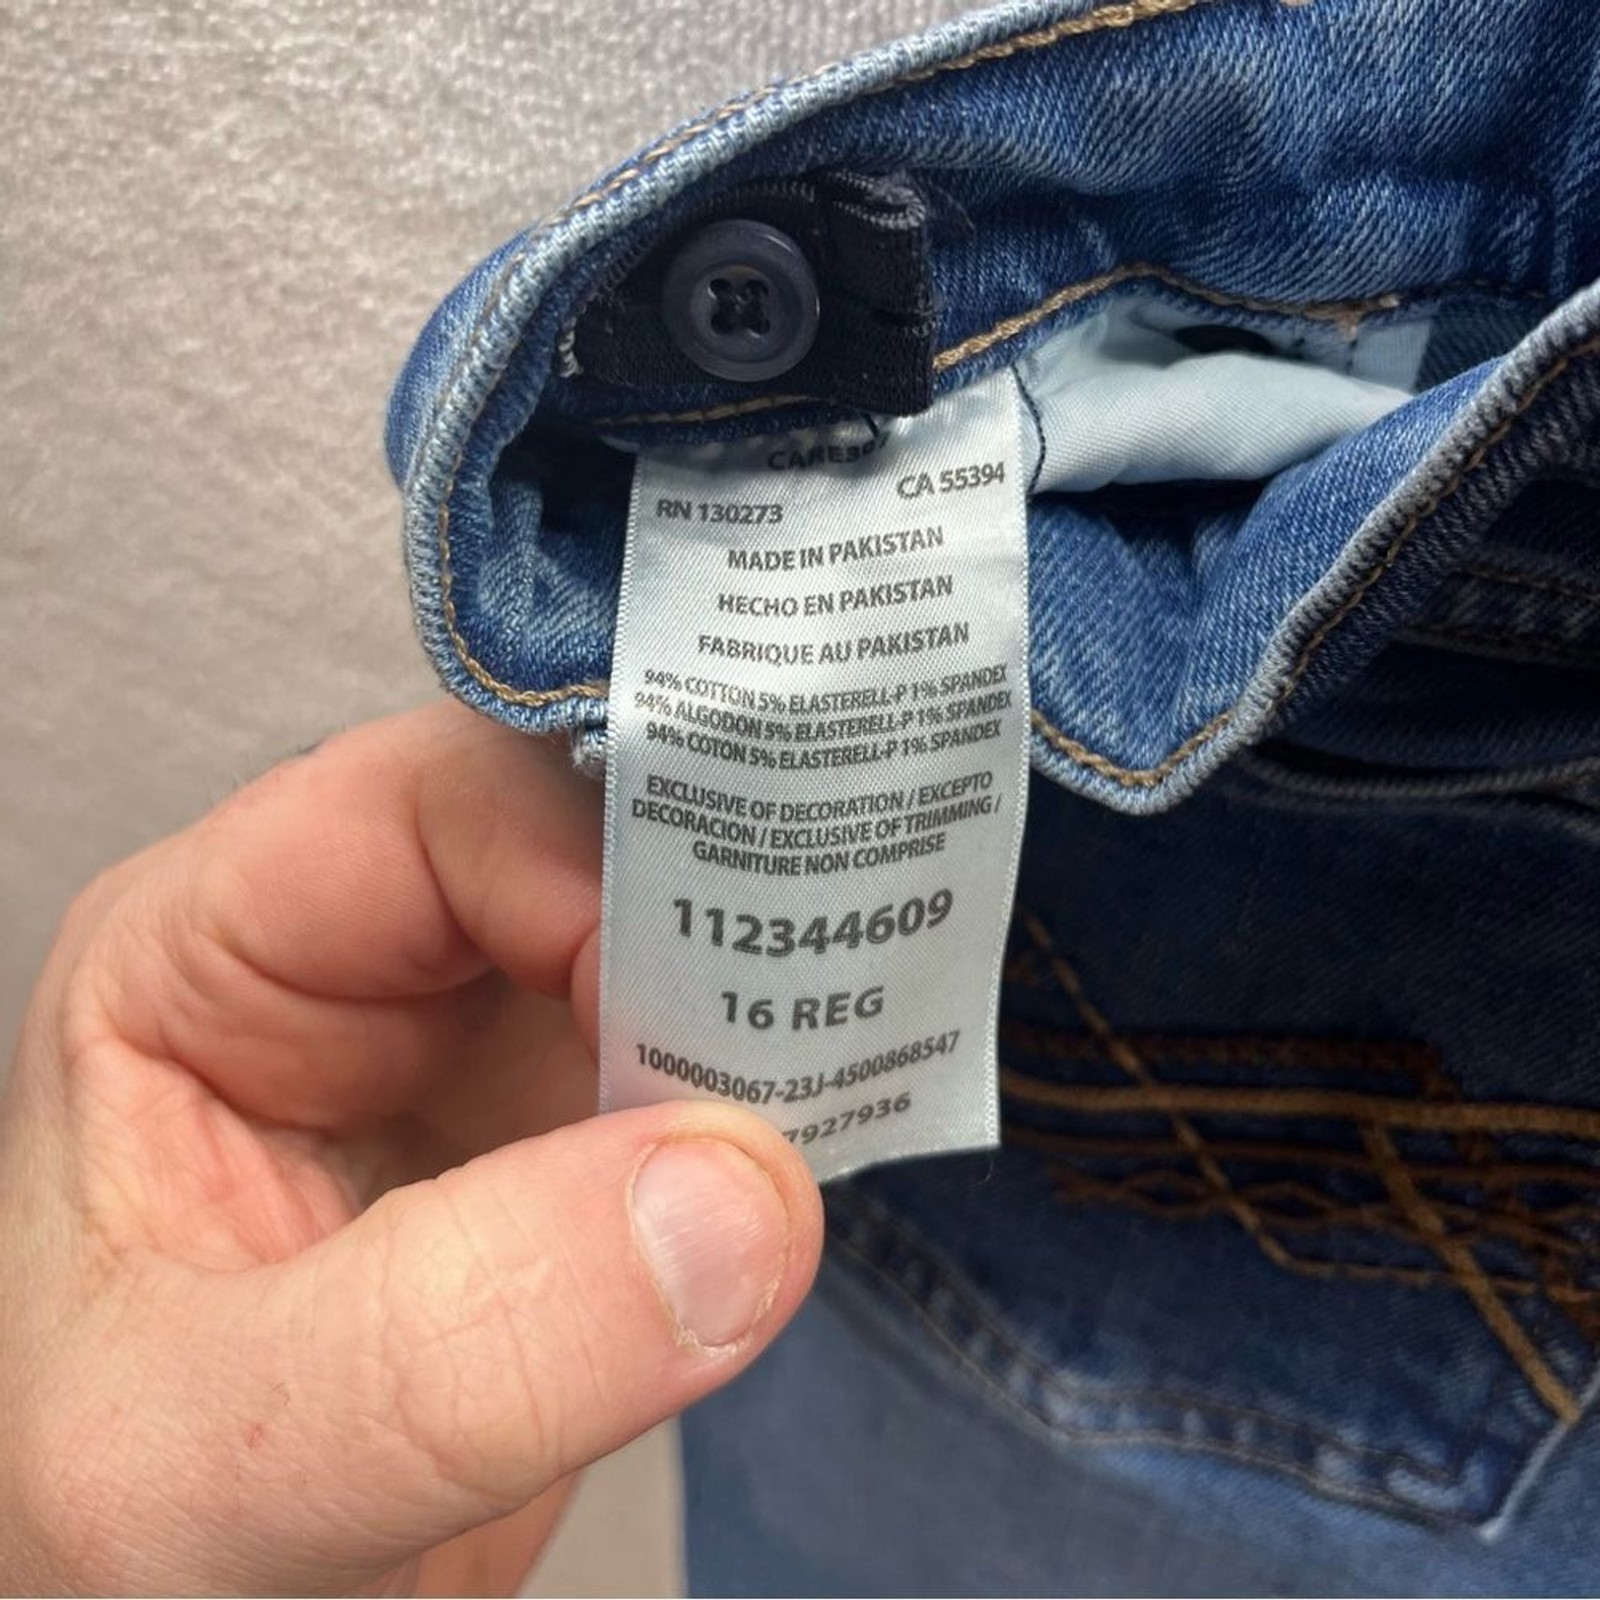 RN 130273 CA 55394
MADE IN PAKISTAN
HECHO EN PAKISTAN
FABRIQUE AU PAKISTAN
94% COTTON 5% ELASTERELL-P 1% SPANDEX
94% ALGODON 5% ELASTERELL-P 1% SPANDEX
94% COTON 5% ELASTERELL-P 1% SPANDEX
EXCLUSIVE OF DECORATION / EXCEPTO
DECORACION / EXCLUSIVE OF TRIMMING /
GARNITURE NON COMPRISE
112344609
16 REG
1000003067-23J-4500868547
7927936